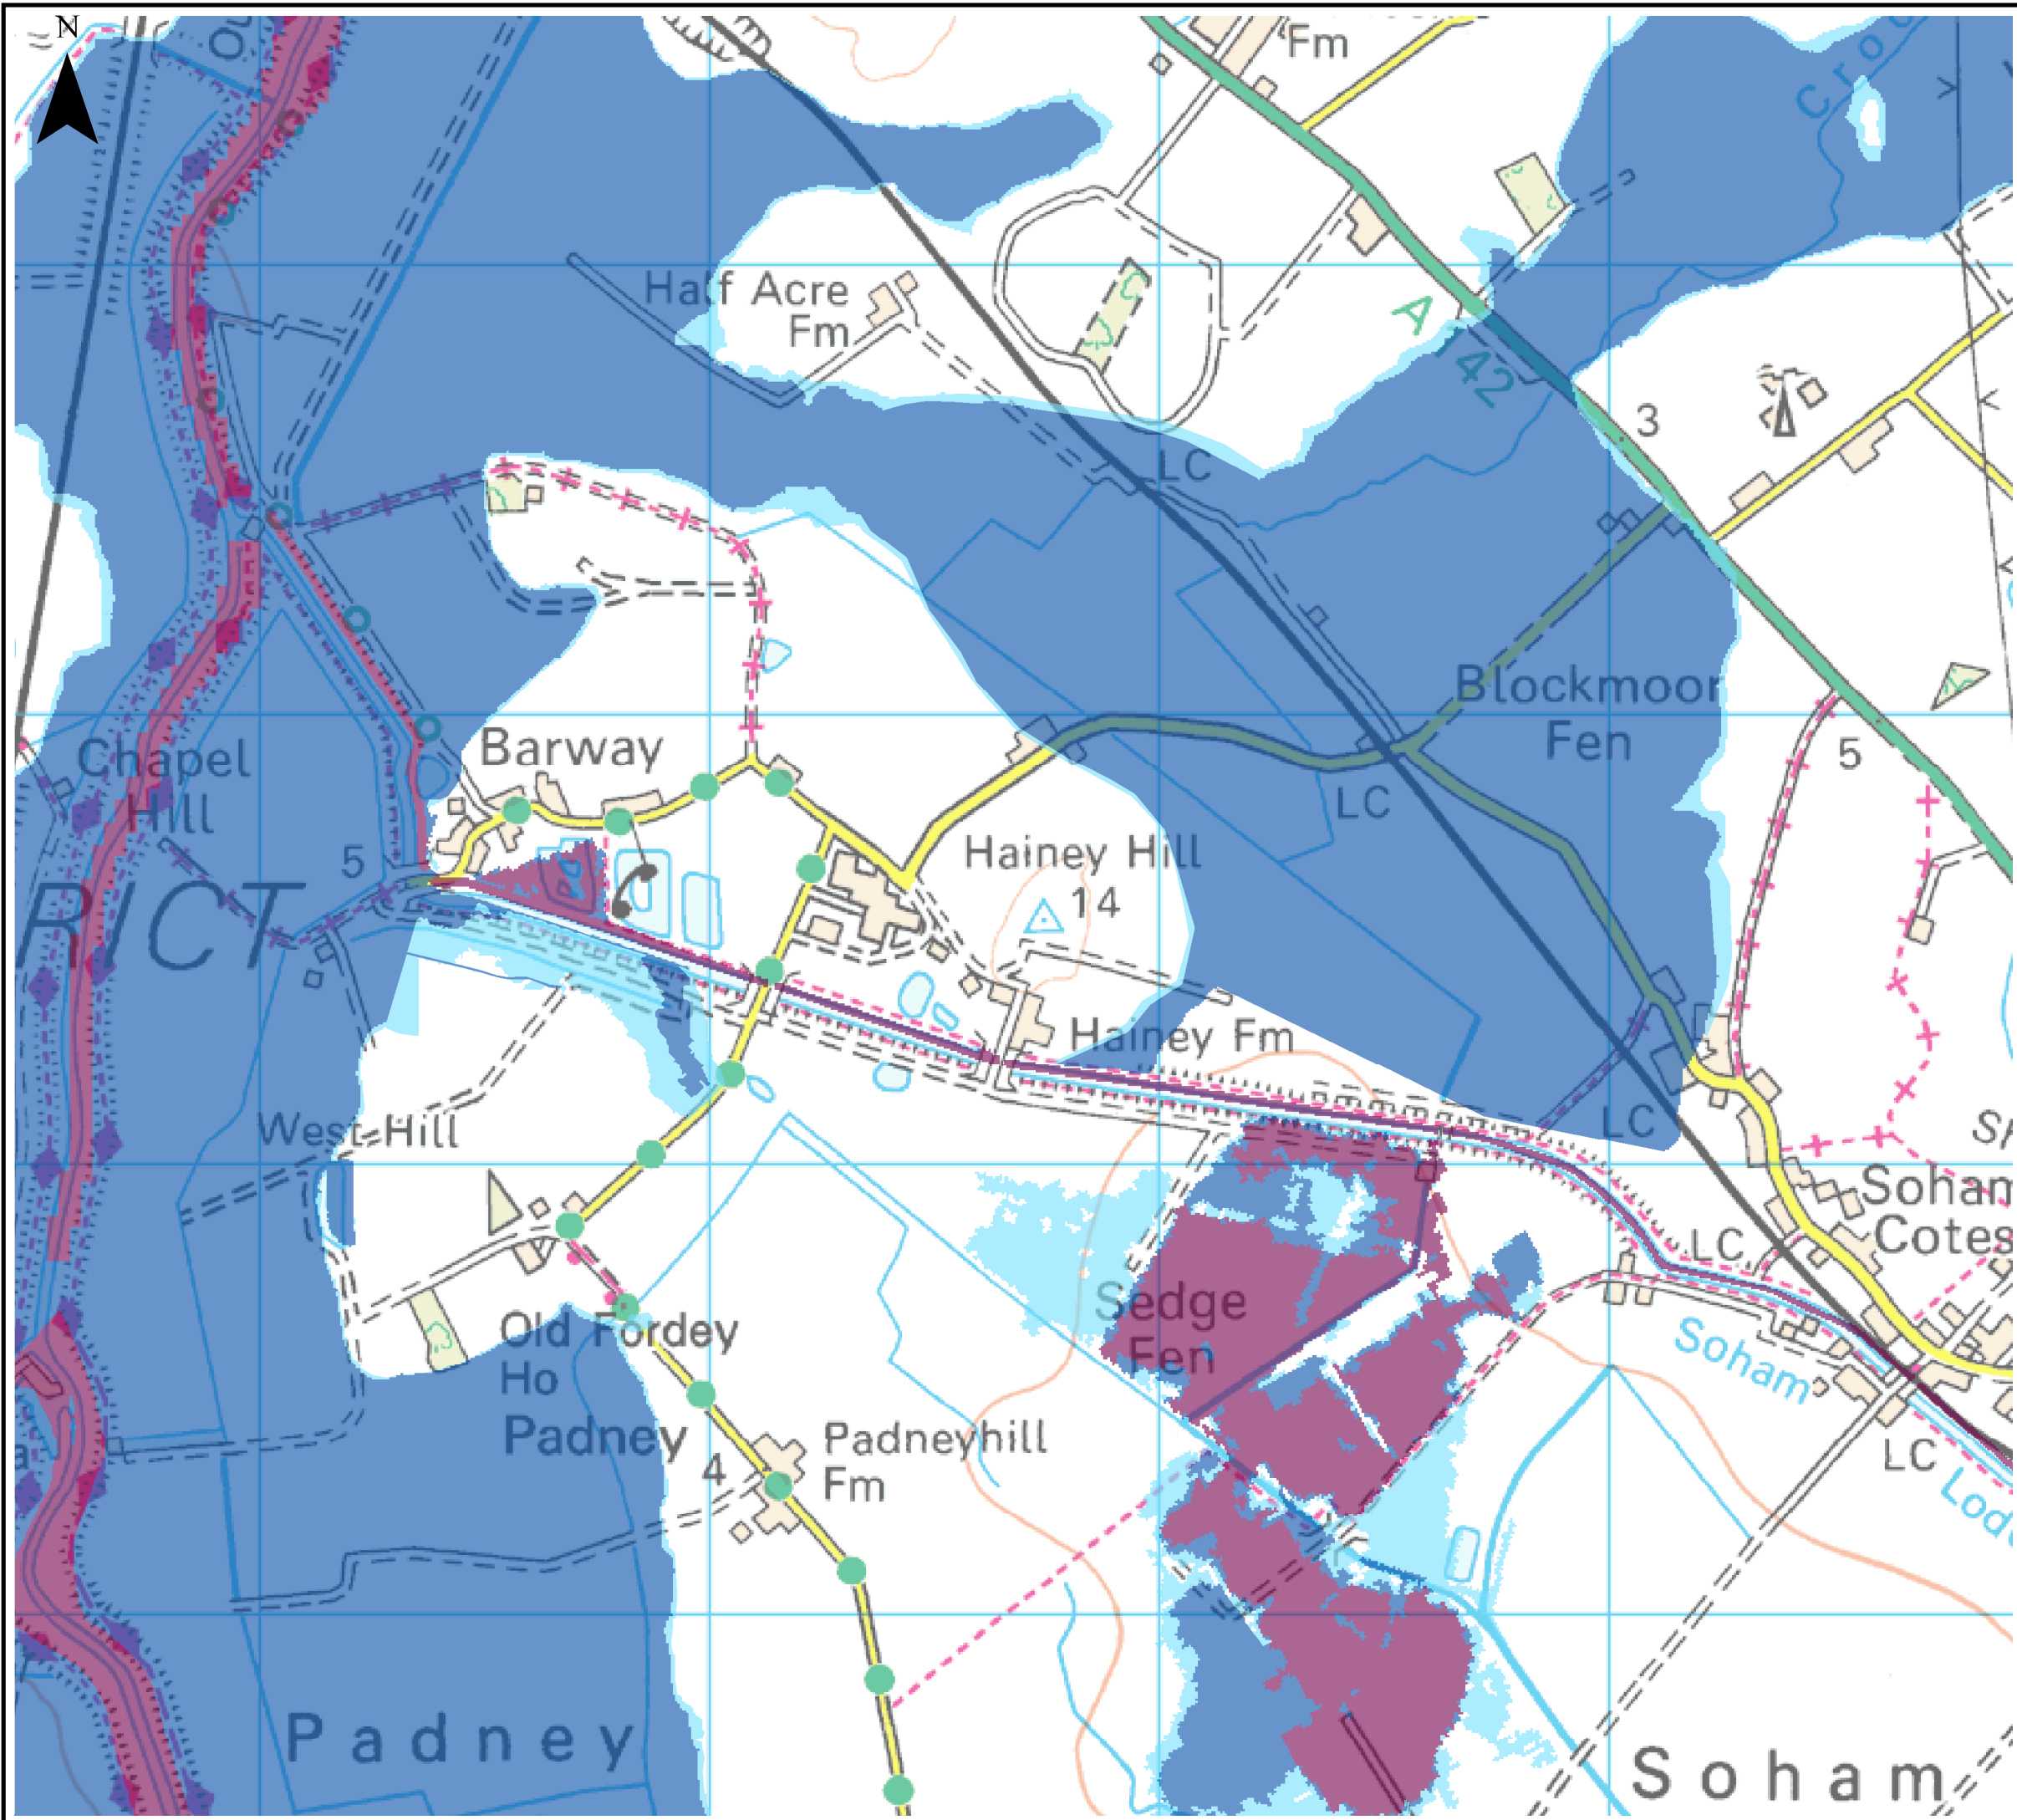 N
Fm
Half Acre
Fm
A 142
3
LC
Blockmoor
Fen
5
Chapel
Hill
Barway
LC
Hainey Hill
14
5
RICT
Hainey Fm
West Hill
LC
Soham
Cotes
LC
Sedge
Fen
Soham
Old Fordey
Ho
Padney
4
Padneyhill
Fm
LC
Padney
Soham